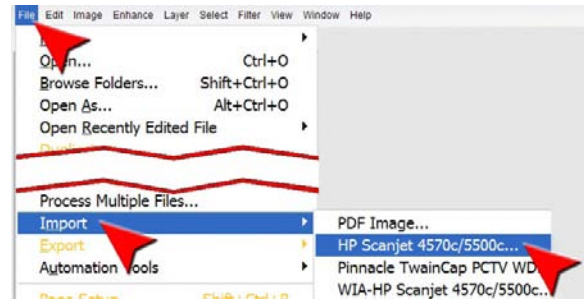 File Edit Image Enhance Layer Select Filter View Window Help
Open... Ctrl+O
Browse Folders... Shift+Ctrl+O
Open As... Alt+Ctrl+O
Open Recently Edited File
Process Multiple Files...
Import
Export
Automation Tools
PDF Image...
HP Scanjet 4570c/5500c...
Pinnacle TwainCap PCTV
WIA-HP Scanjet 4570c/5500c...